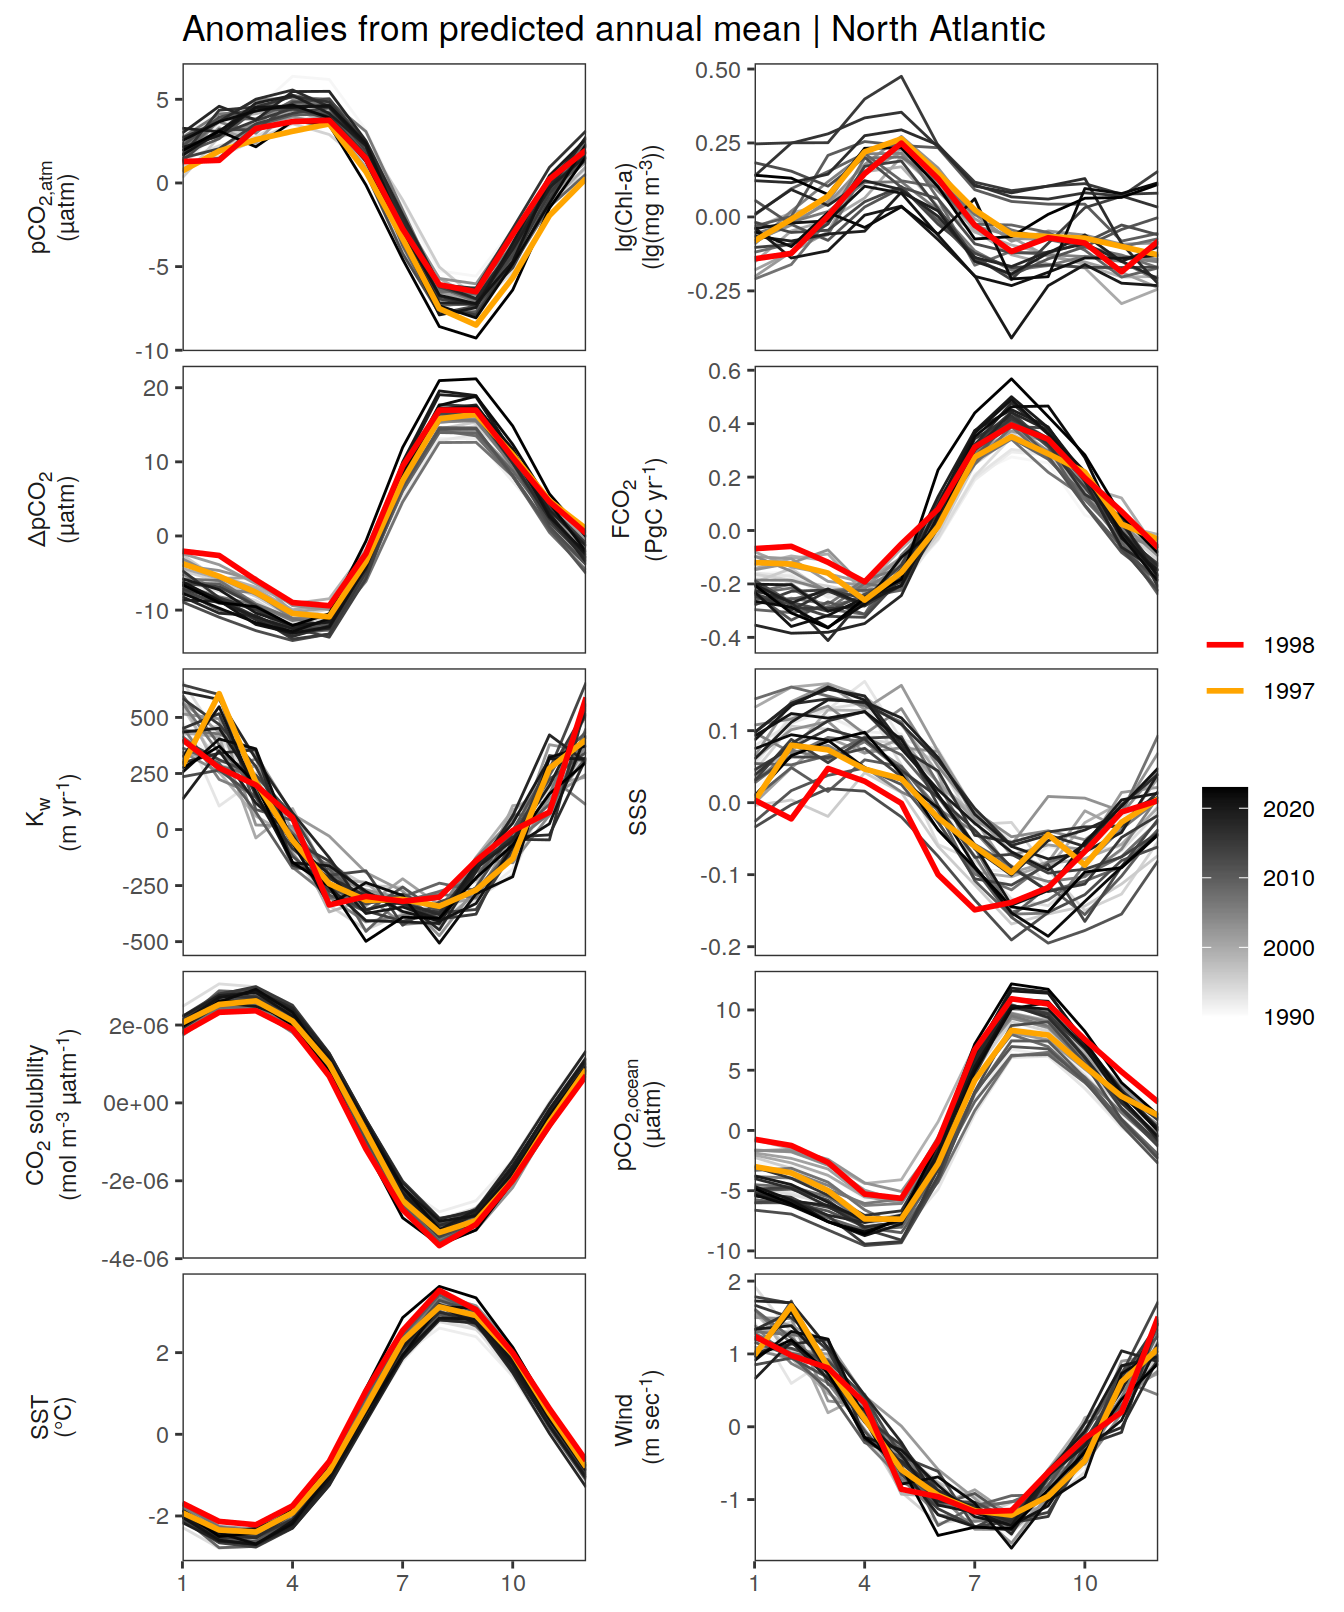 Anomalies from predicted annual mean | North Atlantic
pCO2,atm
(µatm)
5
0
-5
-10
lg(Chl-a)
(lg(mg m-3))
0.50
0.25
0.00
-0.25
ΔpCO2
(µatm)
20
10
0
-10
FCO2
(PgC yr-1)
0.6
0.4
0.2
0.0
-0.2
-0.4
Kw
(m yr-1)
500
250
0
-250
-500
SSS
0.1
0.0
-0.1
-0.2
CO2 solubility
(mol m-3 µatm-1)
2e-06
0e+00
-2e-06
-4e-06
pCO2,ocean
(µatm)
10
5
0
-5
-10
SST
(°C)
2
0
-2
Wind
(m sec-1)
2
1
0
-1
1 4 7 10
1 4 7 10
1998
1997
2020
2010
2000
1990